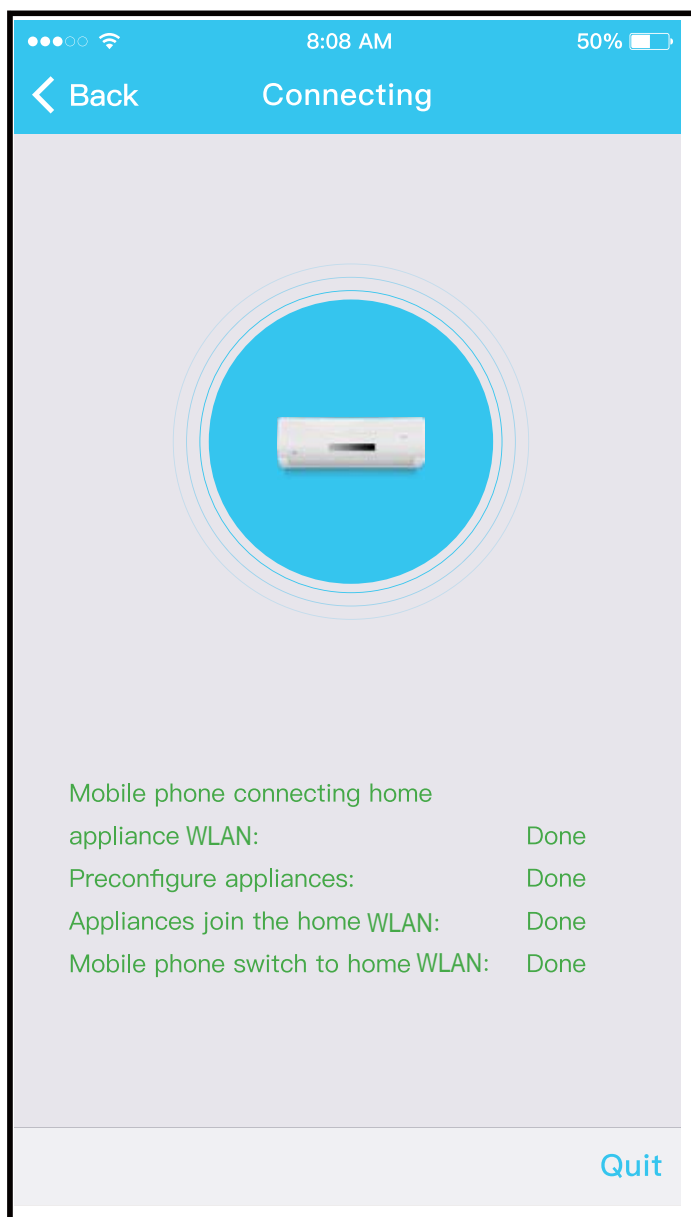 8:08 AM 50%
Back Connecting
Mobile phone connecting home
appliance WLAN: Done
Preconfigure appliances: Done
Appliances join the home WLAN: Done
Mobile phone switch to home WLAN: Done
Quit